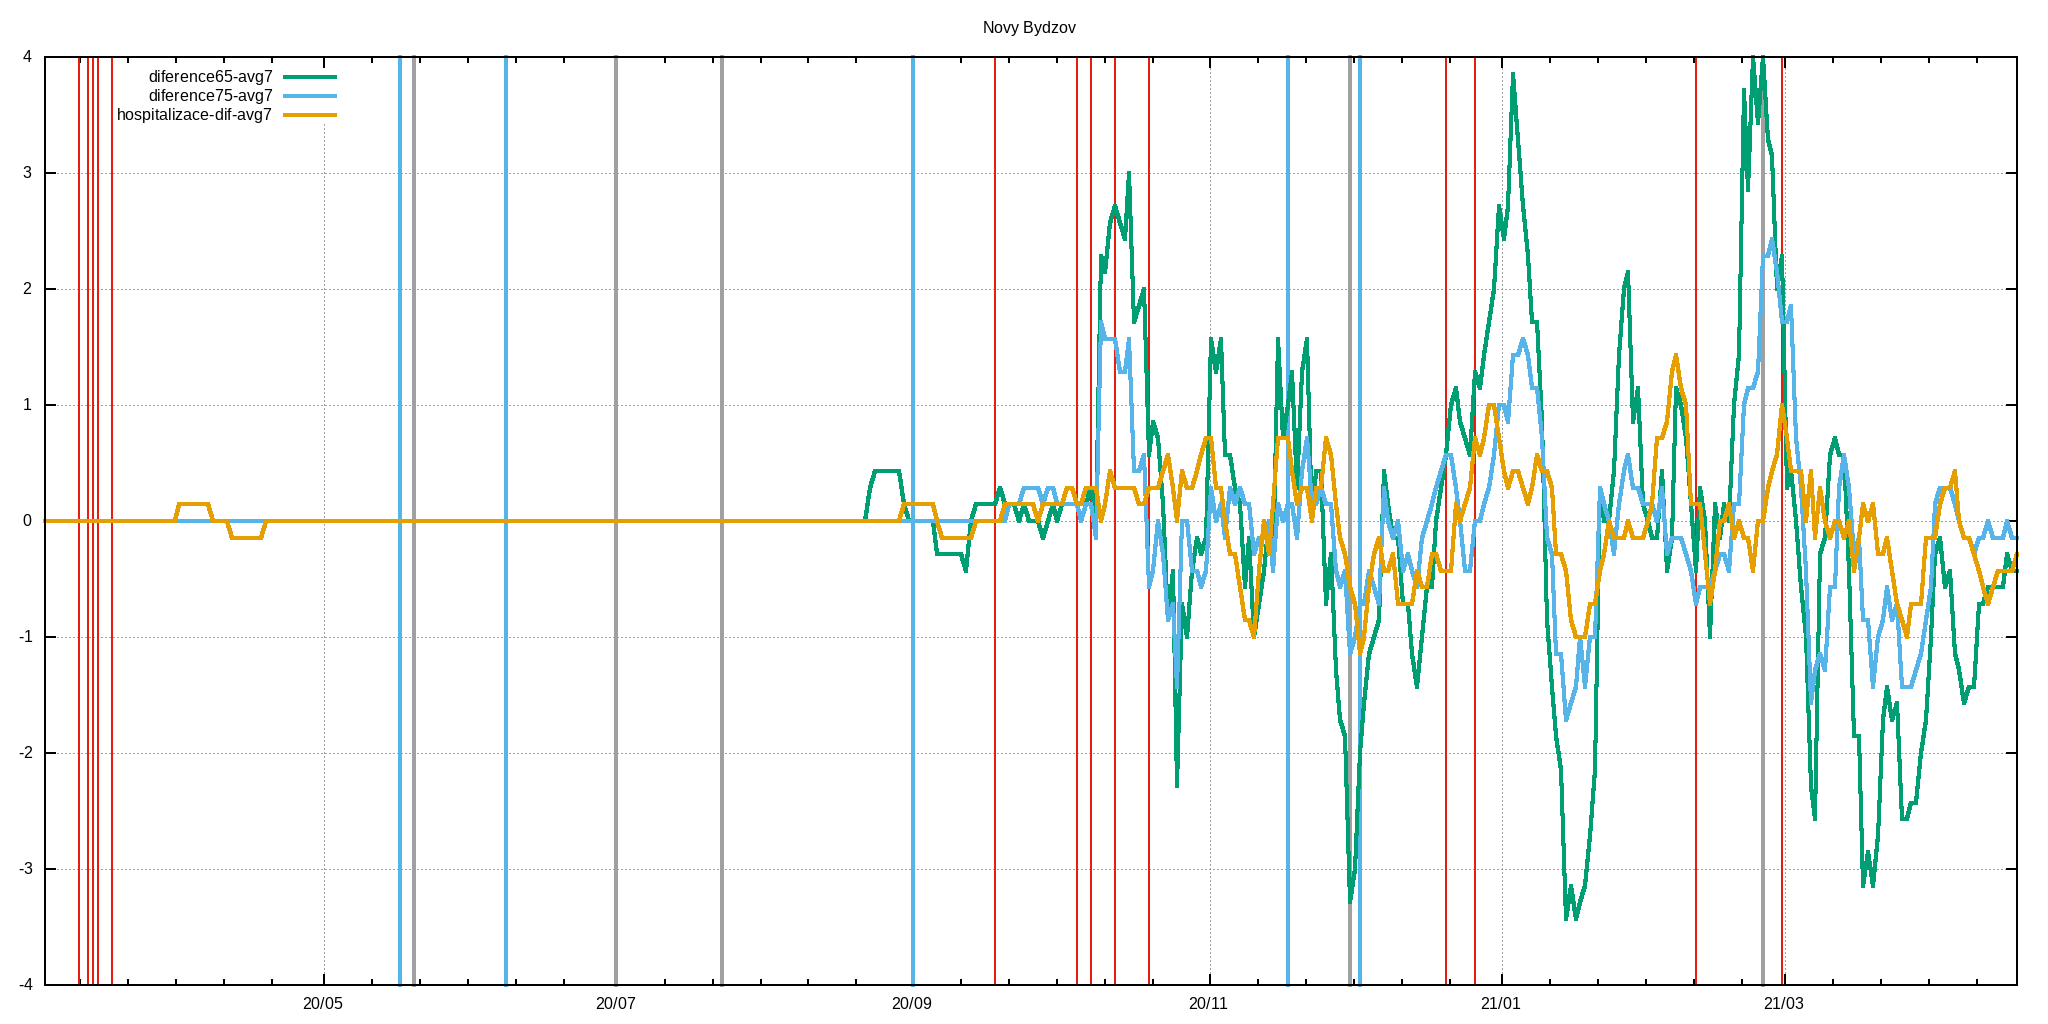 Novy Bydzov
diference65-avg7
diference75-avg7
hospitalizace-dif-avg7
4
3
2
1
0
-1
-2
-3
-4
20/05 20/07 20/09 20/11 21/01 21/03